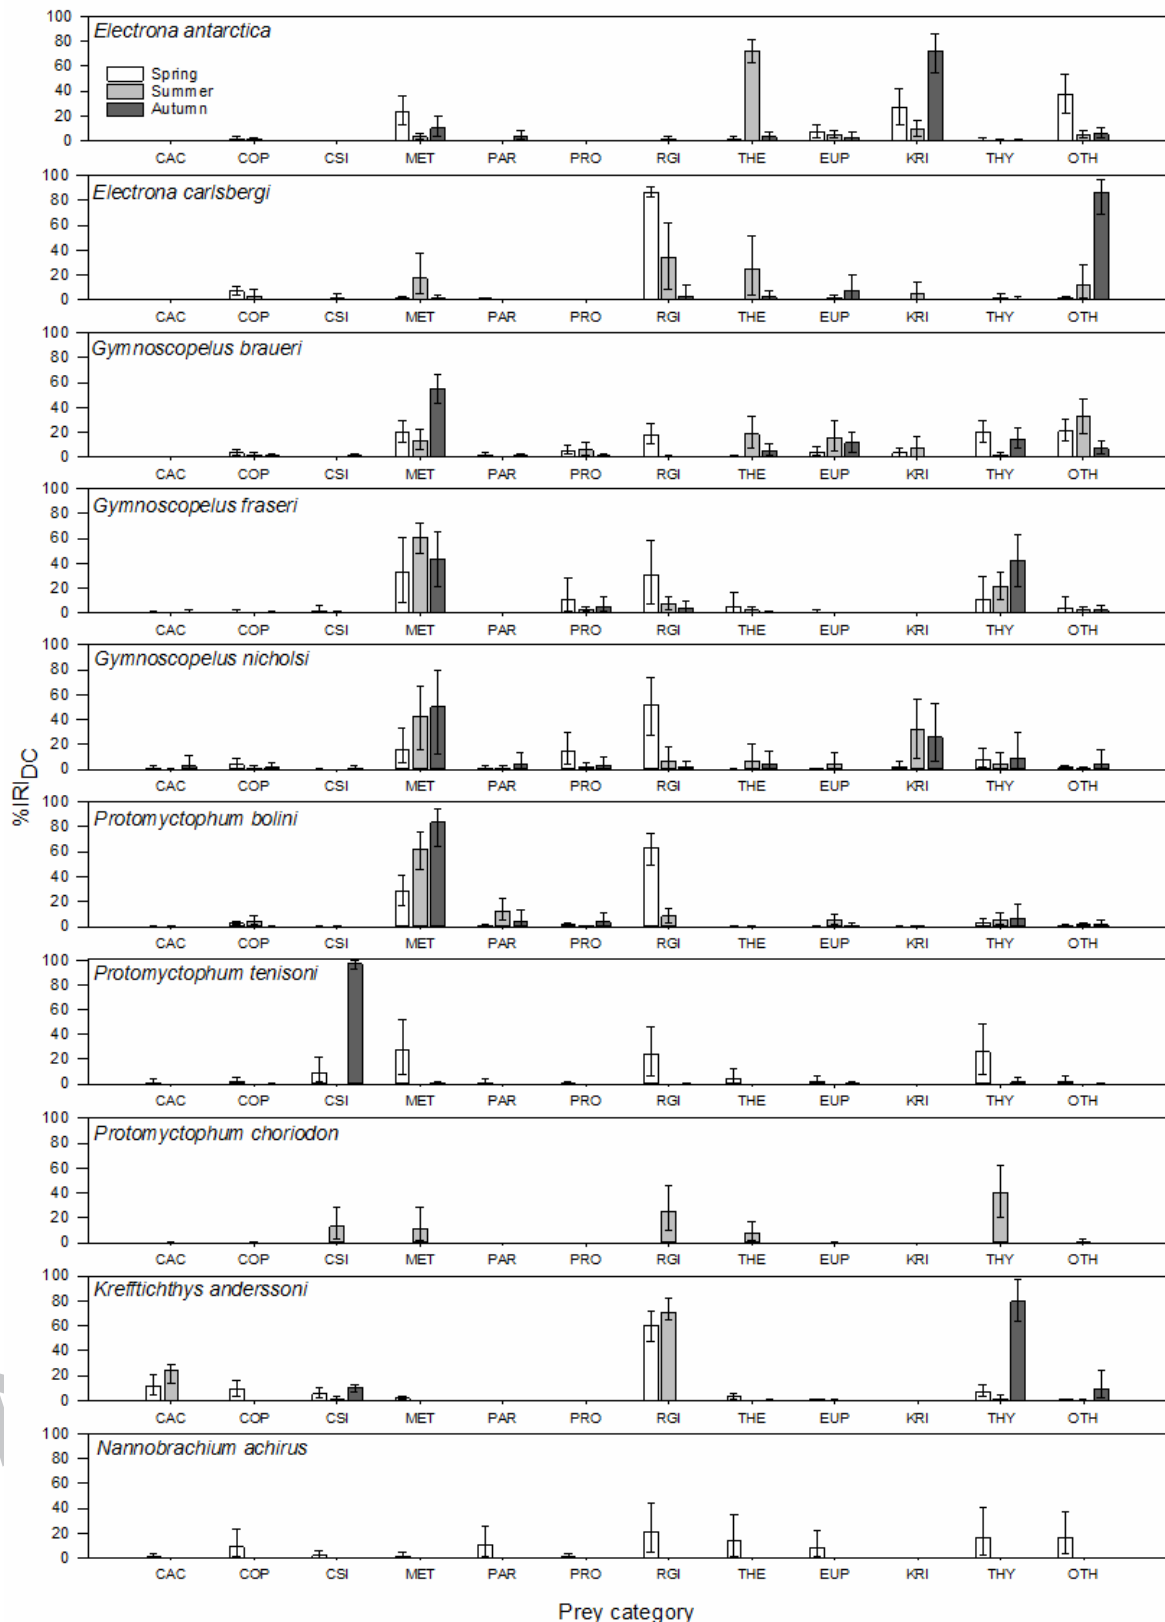 Electrona antarctica
Spring
Summer
Autumn
100
80
60
40
20
0
CAC COP CSI MET PAR PRO RGI THE EUP KRI THY OTH
Electrona carlsbergi
100
80
60
40
20
0
CAC COP CSI MET PAR PRO RGI THE EUP KRI THY OTH
Gymnoscopelus braueri
100
80
60
40
20
0
CAC COP CSI MET PAR PRO RGI THE EUP KRI THY OTH
Gymnoscopelus fraseri
100
80
60
40
20
0
CAC COP CSI MET PAR PRO RGI THE EUP KRI THY OTH
Gymnoscopelus nicholsi
100
80
60
40
20
0
CAC COP CSI MET PAR PRO RGI THE EUP KRI THY OTH
%IRIDC
Protomyctophum bolini
100
80
60
40
20
0
CAC COP CSI MET PAR PRO RGI THE EUP KRI THY OTH
Protomyctophum tenisoni
100
80
60
40
20
0
CAC COP CSI MET PAR PRO RGI THE EUP KRI THY OTH
Protomyctophum choriodon
100
80
60
40
20
0
CAC COP CSI MET PAR PRO RGI THE EUP KRI THY OTH
Krefftichthys anderssoni
100
80
60
40
20
0
CAC COP CSI MET PAR PRO RGI THE EUP KRI THY OTH
Nannobrachium achirus
100
80
60
40
20
0
CAC COP CSI MET PAR PRO RGI THE EUP KRI THY OTH
Prey category